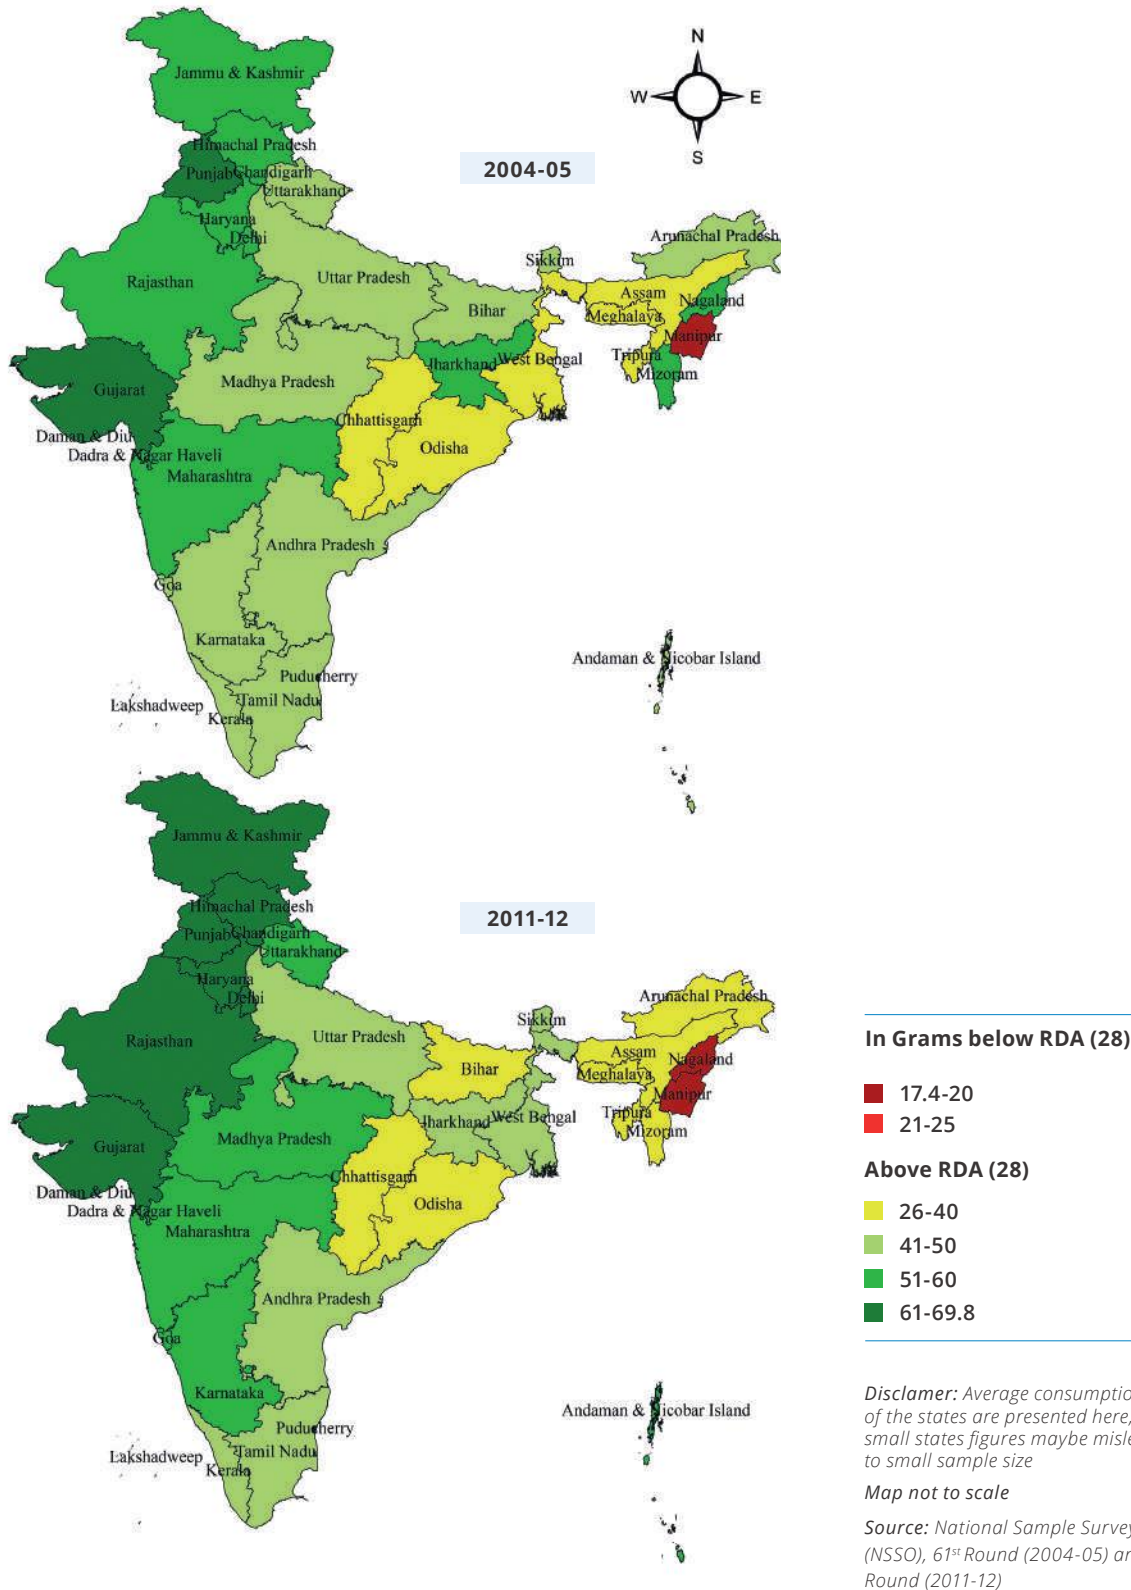 N
W E
S
2004-05
Jammu & Kashmir
Himachal Pradesh
Punjab Chandigarh
Uttarakhand
Haryana
Delhi
Rajasthan
Uttar Pradesh
Bihar
Sikkim
Arunachal Pradesh
Assam
Nagaland
Meghalaya
Manipur
Tripura
Mizoram
Jharkhand West Bengal
Gujarat
Madhya Pradesh
Chhattisgarh
Odisha
Daman & Diu
Dadra & Nagar Haveli
Maharashtra
Andhra Pradesh
Goa
Karnataka
Puducherry
Lakshadweep
Tamil Nadu
Kerala
Andaman & Nicobar Island
2011-12
Jammu & Kashmir
Himachal Pradesh
Punjab Chandigarh
Uttarakhand
Haryana
Delhi
Rajasthan
Uttar Pradesh
Bihar
Sikkim
Arunachal Pradesh
Assam
Nagaland
Meghalaya
Manipur
Tripura
Mizoram
Jharkhand West Bengal
Gujarat
Madhya Pradesh
Chhattisgarh
Odisha
Daman & Diu
Dadra & Nagar Haveli
Maharashtra
Andhra Pradesh
Goa
Karnataka
Puducherry
Lakshadweep
Tamil Nadu
Kerala
Andaman & Nicobar Island
In Grams below RDA (28)
17.4-20
21-25
Above RDA (28)
26-40
41-50
51-60
61-69.8
Disclamer: Average consumptio
of the states are presented here,
small states figures maybe misle
to small sample size
Map not to scale
Source: National Sample Survey
(NSSO), 61st Round (2004-05) ar
Round (2011-12)